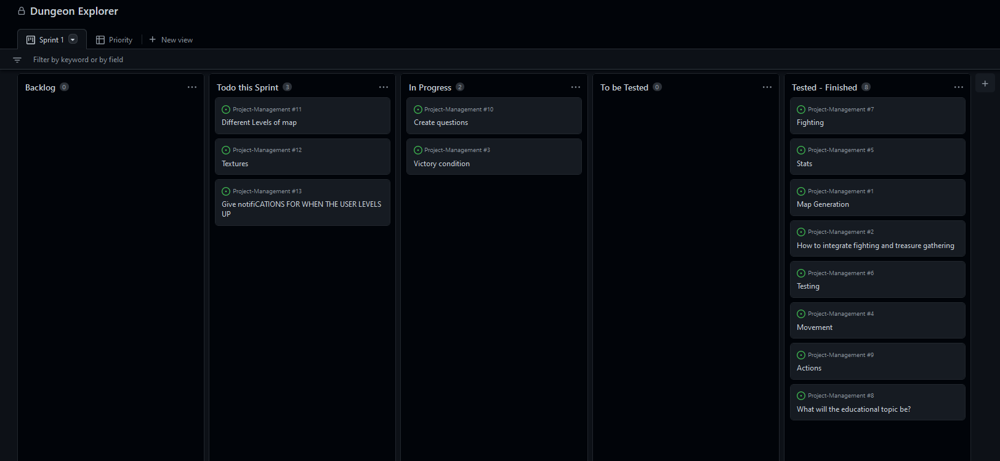 Dungeon Explorer
Sprint 1
Priority
New view
Filter by keyword or by field
Backlog 0
Todo this Sprint 3
Project-Management #11
Different Levels of map
Project-Management #12
Textures
Project-Management #13
Give notifiCATIONS FOR WHEN THE USER LEVELS
UP
In Progress 2
Project-Management #10
Create questions
Project-Management #3
Victory condition
To be Tested 0
Tested - Finished 8
Project-Management #7
Fighting
Project-Management #5
Stats
Project-Management #1
Map Generation
Project-Management #2
How to integrate fighting and treasure gathering
Project-Management #6
Testing
Project-Management #4
Movement
Project-Management #9
Actions
Project-Management #8
What will the educational topic be?